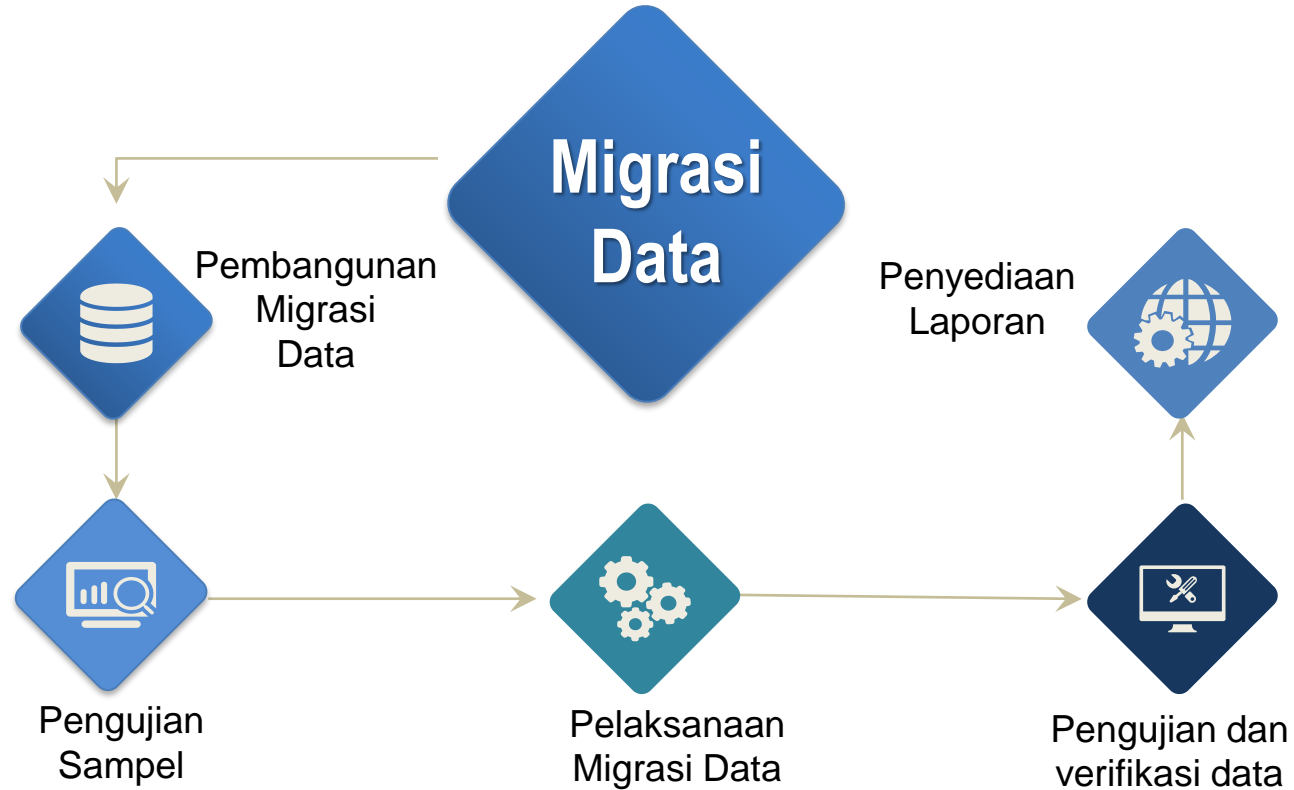 Migrasi
Data
Pembangunan
Migrasi
Data
Penyediaan
Laporan
Pengujian
Sampel
Pelaksanaan
Migrasi Data
Pengujian dan
verifikasi data